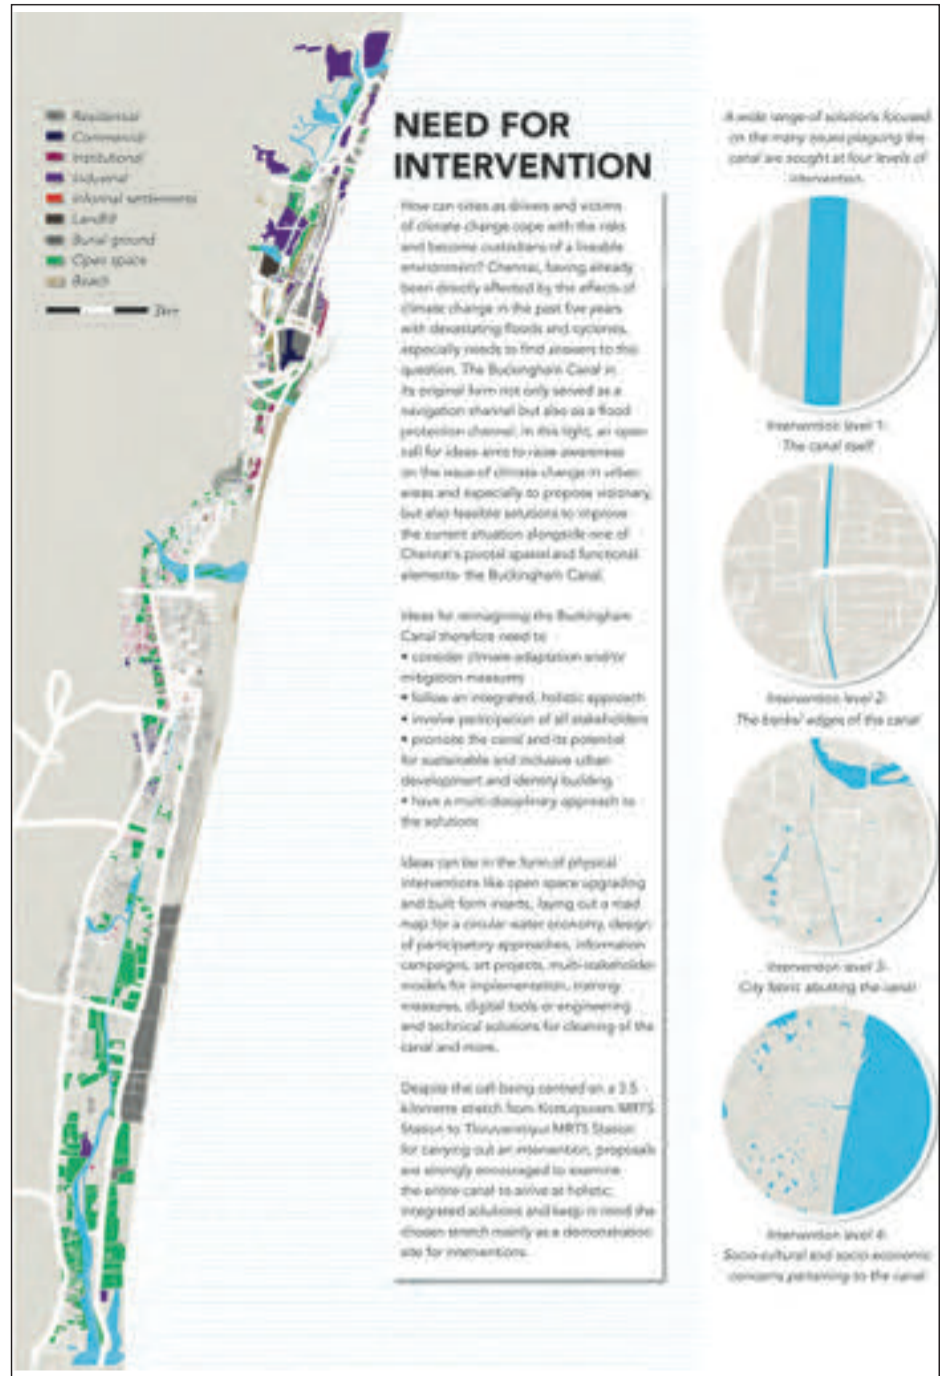 Residential
Commercial
Institutional
Industrial
Informal settlements
Landfill
Burial ground
Open space
Beach
2km
NEED FOR
INTERVENTION
How can cities as drivers and victims
of climate change cope with the risks
and become custodians of a liveable
environment? Chennai, having already
been directly affected by the effects of
climate change in the past five years
with devastating floods and cyclones,
especially needs to find answers to this
question. The Buckingham Canal in
its original form not only served as a
navigation channel but also as a flood
protection channel. In this light, an open
call for ideas aims to raise awareness
on the issue of climate change in urban
areas and especially to propose visionary,
but also feasible solutions to improve
the current situation alongside one of
Chennai's pivotal spatial and functional
elements- the Buckingham Canal.
Ideas for reimagining the Buckingham
Canal therefore need to
• consider climate adaptation and/or
mitigation measures
• follow an integrated, holistic approach
• involve participation of all stakeholders
• promote the canal and its potential
for sustainable and inclusive urban
development and identity building
• have a multi-disciplinary approach to
the solutions
Ideas can be in the form of physical
interventions like open space upgrading
and built form inserts, laying out a road
map for a circular water economy, design
of participatory approaches, information
campaigns, art projects, multi-stakeholder
models for implementation, training
measures, digital tools or engineering
and technical solutions for cleaning of the
canal and more.
Despite the call being centred on a 3.5
kilometre stretch from Kotturpuram MRTS
Station to Thiruvanmiyur MRTS Station
for carrying out an intervention, proposals
are strongly encouraged to examine
the entire canal to arrive at holistic,
integrated solutions and keep in mind the
chosen stretch mainly as a demonstration
site for interventions.
A wide range of solutions focused
on the many issues plaguing the
canal are sought at four levels of
intervention.
Intervention level 1-
The canal itself
Intervention level 2-
The banks/ edges of the canal
Intervention level 3-
City fabric abutting the canal
Intervention level 4-
Socio-cultural and socio-economic
concerns pertaining to the canal